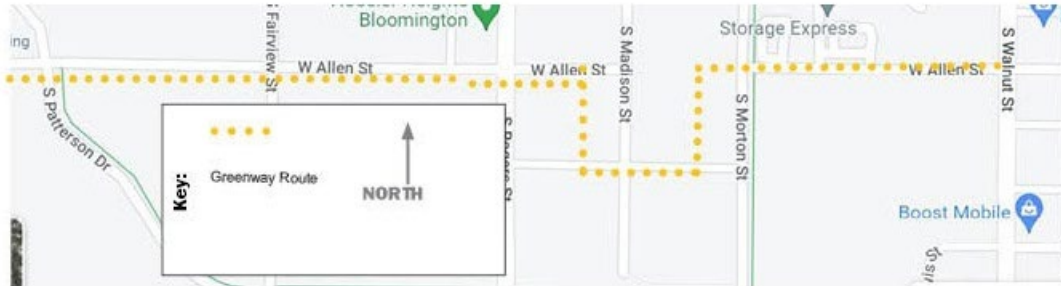 Bloomington
Fairview St
S Madison St
Storage Express
S Walnut St
ing
W Allen St
W Allen St
W Allen St
S Patterson Dr
S Morton St
Key:
Greenway Route
NORTH
Boost Mobile